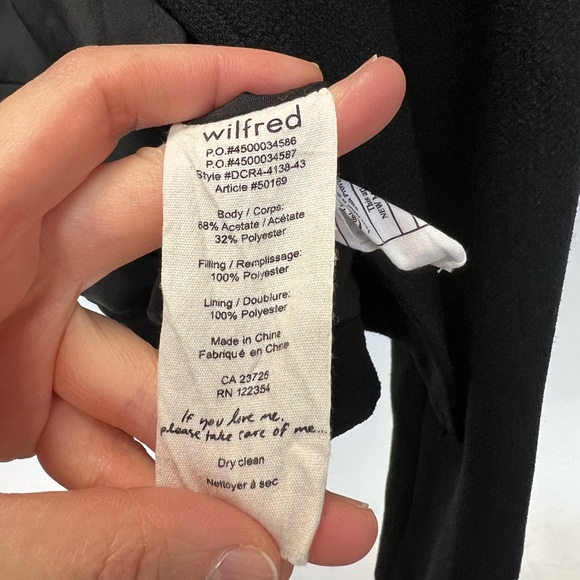 wilfred
P.O.#4500034586
P.O.#4500034587
Style #DCR4-4138-43
Article #50169
Body / Corps:
68% Acetate / Acétate
32% Polyester
Filling / Remplissage:
100% Polyester
Lining / Doublure:
100% Polyester
Made in China
Fabriqué en Chine
CA 23725
RN 122354
If you love me,
please take care of me...
Dry clean
Nettoyer à sec